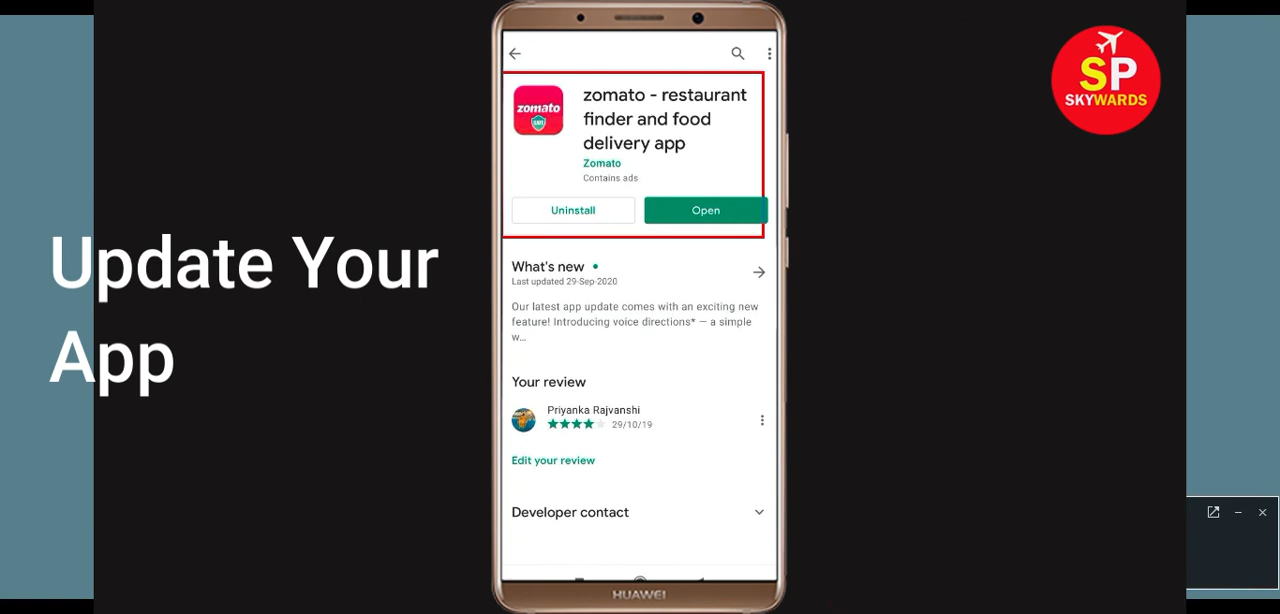 SP
SKYWARDS
Update Your
App
zomato
zomato - restaurant
finder and food
delivery app
Zomato
Contains ads
Uninstall
Open
What's new
Last updated 29-Sep-2020
Our latest app update comes with an exciting new
feature! Introducing voice directions* — a simple
w...
Your review
Priyanka Rajvanshi
29/10/19
Edit your review
Developer contact
HUAWEI